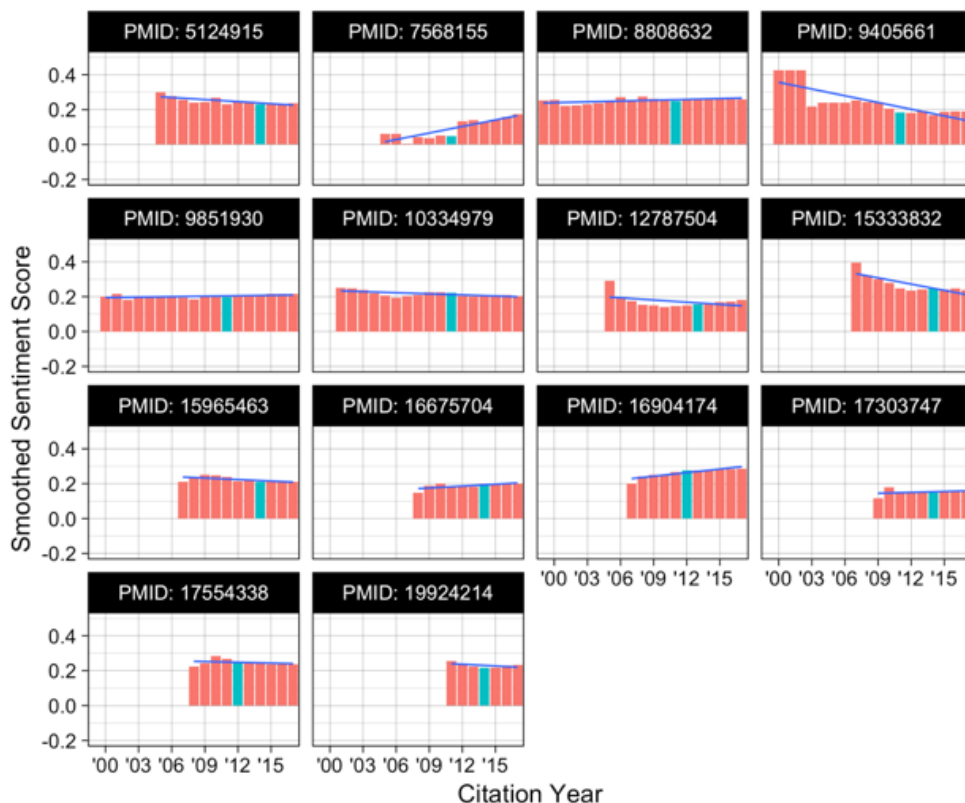 PMID: 5124915 PMID: 7568155 PMID: 8808632 PMID: 9405661
0.4
0.2
0.0
-0.2
PMID: 9851930 PMID: 10334979 PMID: 12787504 PMID: 15333832
0.4
0.2
0.0
-0.2
PMID: 15965463 PMID: 16675704 PMID: 16904174 PMID: 17303747
0.4
0.2
0.0
-0.2
'00 '03 '06 '09 '12 '15 '00 '03 '06 '09 '12 '15
PMID: 17554338 PMID: 19924214
0.4
0.2
0.0
-0.2
'00 '03 '06 '09 '12 '15 '00 '03 '06 '09 '12 '15
Smoothed Sentiment Score
Citation Year